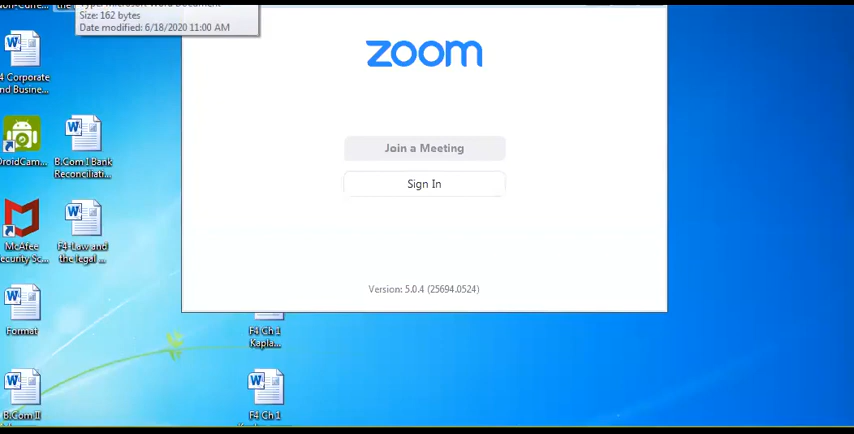 Size: 162 bytes
Date modified: 6/18/2020 11:00 AM
zoom
Join a Meeting
Sign In
Version: 5.0.4 (25694.0524)
F4 Corporate
and Busine...
DroidCam...
B.Com I Bank
Reconciliati...
McAfee
Security Sc...
F4-Law and
the legal ...
Format
F4 Ch 1
Kapla...
B.Com II
F4 Ch 1